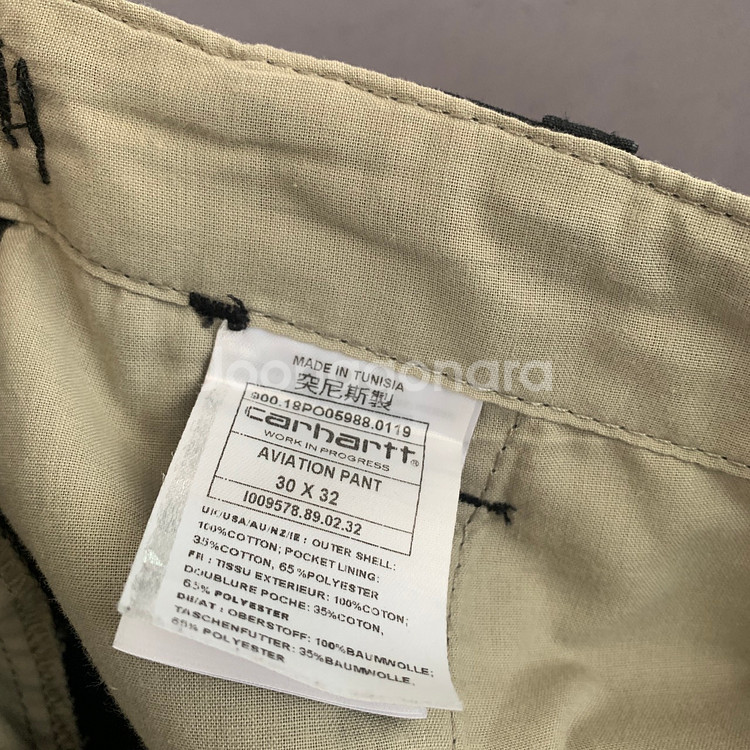 MADE IN TUNISIA
突尼斯製
900.18PO05988.0119
carhartt®
WORK IN PROGRESS
AVIATION PANT
30 X 32
I009578.89.02.32
UK/USA/AU/NZ/IE : OUTER SHELL:
100%COTTON; POCKET LINING:
35%COTTON, 65%POLYESTER
FR : TISSU EXTERIEUR: 100%COTON;
DOUBLURE POCHE: 35%COTON,
65% POLYESTER
DE/AT : OBERSTOFF: 100%BAUMWOLLE;
TASCHENFUTTER: 35%BAUMWOLLE;
65% POLYESTER
joongonara